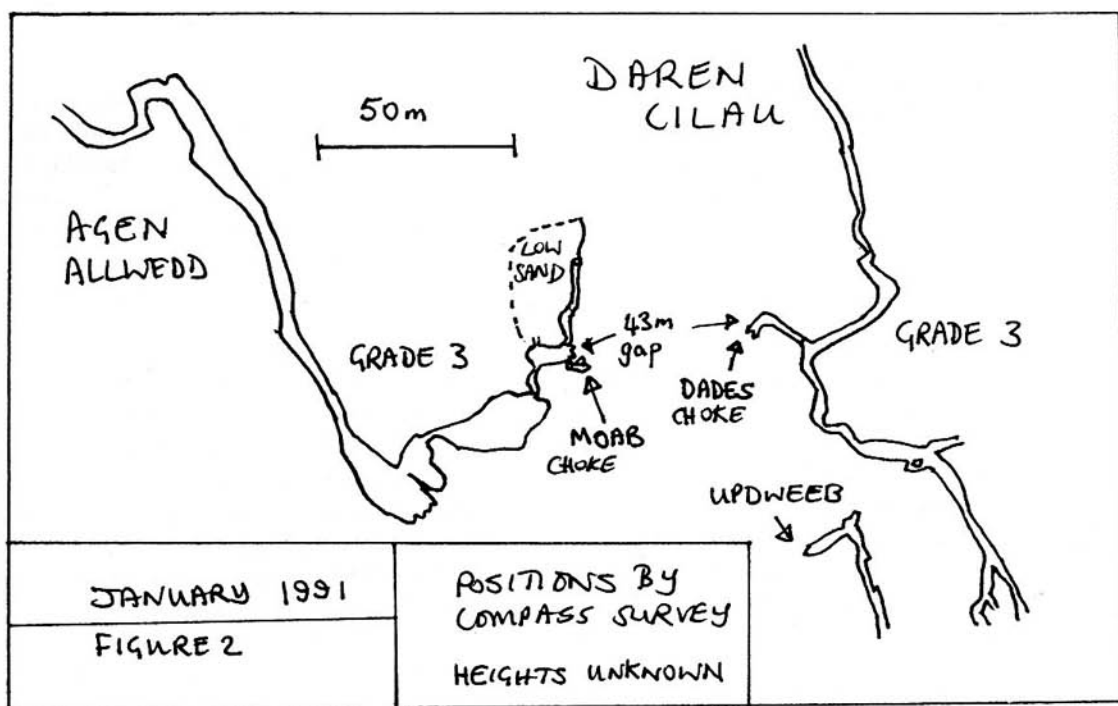 DAREN
CILAU
50m
AGEN
ALLWEDD
LOW
SAND
43m
gap
GRADE 3
GRADE 3
DADES
CHOKE
MOAB
CHOKE
UPDWEEB
JANUARY 1991
FIGURE 2
POSITIONS BY
COMPASS SURVEY
HEIGHTS UNKNOWN